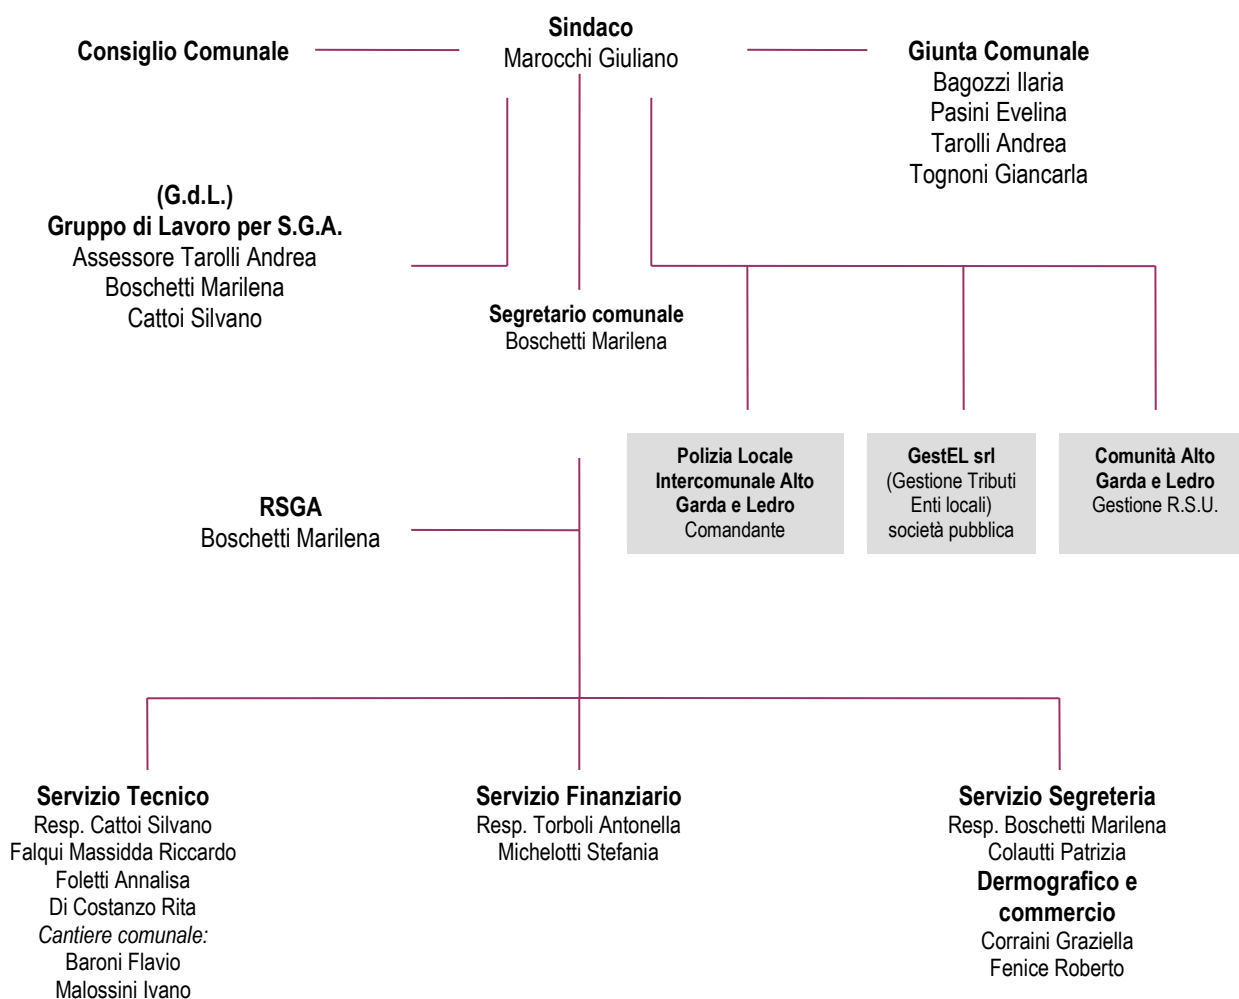 Consiglio Comunale
Sindaco
Marocchi Giuliano
Giunta Comunale
Bagozzi Ilaria
Pasini Evelina
Tarolli Andrea
Tognoni Giancarla
(G.d.L.)
Gruppo di Lavoro per S.G.A.
Assessore Tarolli Andrea
Boschetti Marilena
Cattoi Silvano
Segretario comunale
Boschetti Marilena
Polizia Locale
Intercomunale Alto
Garda e Ledro
Comandante
GestEL srl
(Gestione Tributi
Enti locali)
società pubblica
Comunità Alto
Garda e Ledro
Gestione R.S.U.
RSGA
Boschetti Marilena
Servizio Tecnico
Resp. Cattoi Silvano
Falqui Massidda Riccardo
Foletti Annalisa
Di Costanzo Rita
Cantiere comunale:
Baroni Flavio
Malossini Ivano
Servizio Finanziario
Resp. Torboli Antonella
Michelotti Stefania
Servizio Segreteria
Resp. Boschetti Marilena
Colautti Patrizia
Dermografico e
commercio
Corraini Graziella
Fenice Roberto